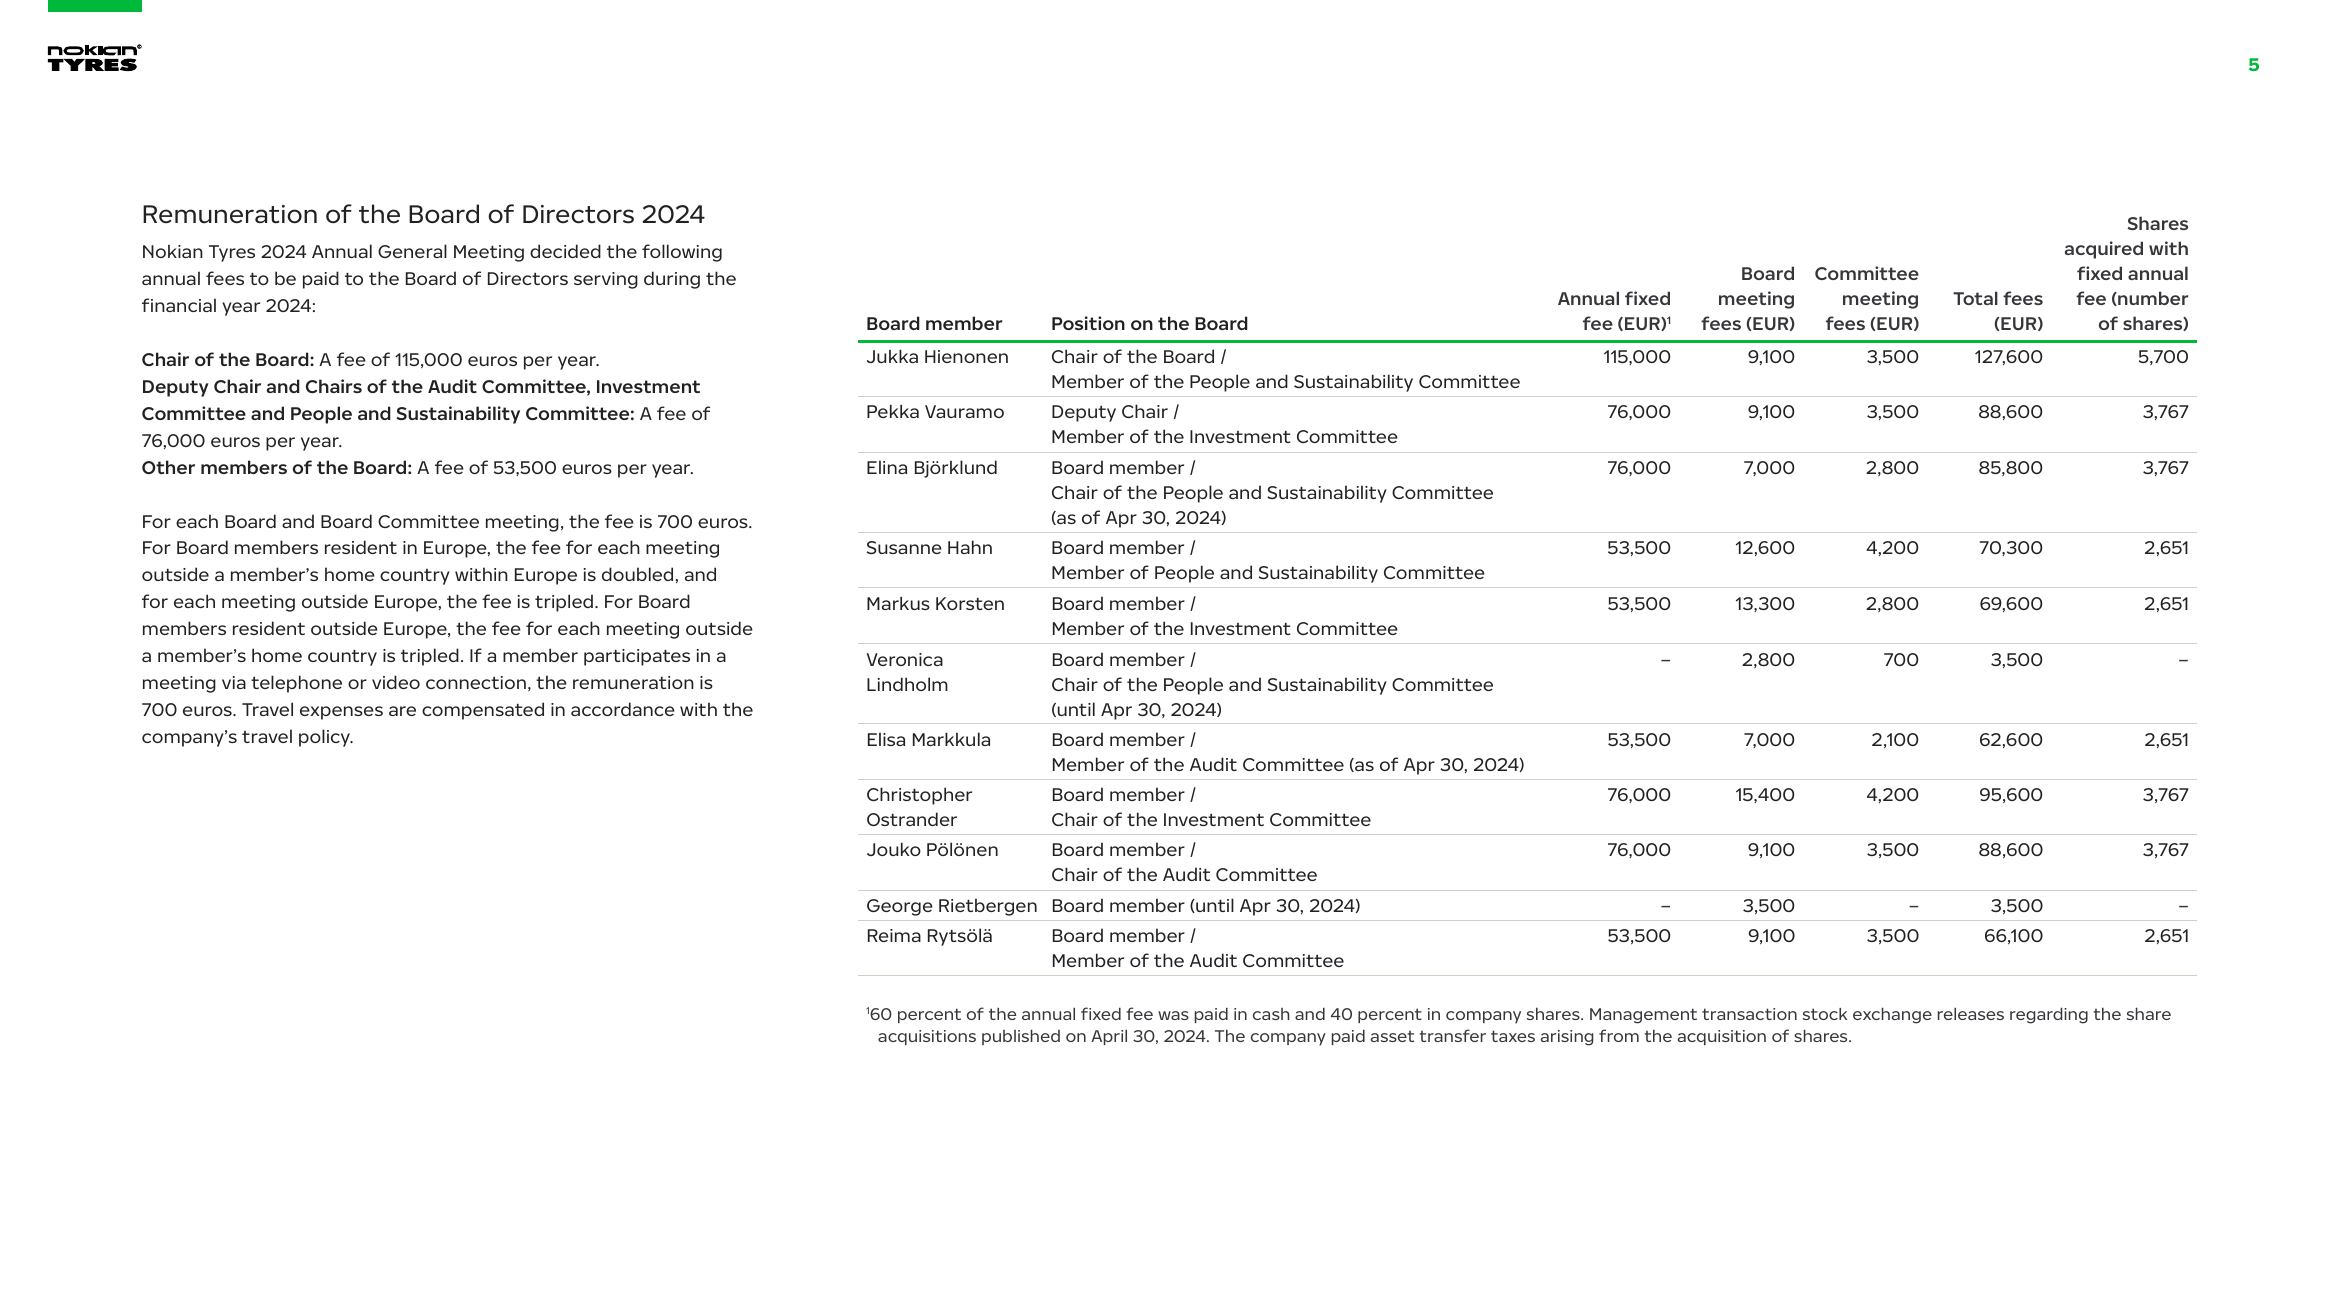 nokian®
TYRES
5
Remuneration of the Board of Directors 2024
Nokian Tyres 2024 Annual General Meeting decided the following
annual fees to be paid to the Board of Directors serving during the
financial year 2024:
Chair of the Board: A fee of 115,000 euros per year.
Deputy Chair and Chairs of the Audit Committee, Investment
Committee and People and Sustainability Committee: A fee of
76,000 euros per year.
Other members of the Board: A fee of 53,500 euros per year.
For each Board and Board Committee meeting, the fee is 700 euros.
For Board members resident in Europe, the fee for each meeting
outside a member’s home country within Europe is doubled, and
for each meeting outside Europe, the fee is tripled. For Board
members resident outside Europe, the fee for each meeting outside
a member’s home country is tripled. If a member participates in a
meeting via telephone or video connection, the remuneration is
700 euros. Travel expenses are compensated in accordance with the
company’s travel policy.
Shares
acquired with
Board Committee fixed annual
Annual fixed meeting meeting Total fees fee (number
Board member Position on the Board fee (EUR)¹ fees (EUR) fees (EUR) (EUR) of shares)
Jukka Hienonen Chair of the Board / 115,000 9,100 3,500 127,600 5,700
Member of the People and Sustainability Committee
Pekka Vauramo Deputy Chair / 76,000 9,100 3,500 88,600 3,767
Member of the Investment Committee
Elina Björklund Board member / 76,000 7,000 2,800 85,800 3,767
Chair of the People and Sustainability Committee
(as of Apr 30, 2024)
Susanne Hahn Board member / 53,500 12,600 4,200 70,300 2,651
Member of People and Sustainability Committee
Markus Korsten Board member / 53,500 13,300 2,800 69,600 2,651
Member of the Investment Committee
Veronica Board member / – 2,800 700 3,500 –
Lindholm Chair of the People and Sustainability Committee
(until Apr 30, 2024)
Elisa Markkula Board member / 53,500 7,000 2,100 62,600 2,651
Member of the Audit Committee (as of Apr 30, 2024)
Christopher Board member / 76,000 15,400 4,200 95,600 3,767
Ostrander Chair of the Investment Committee
Jouko Pölönen Board member / 76,000 9,100 3,500 88,600 3,767
Chair of the Audit Committee
George Rietbergen Board member (until Apr 30, 2024) – 3,500 – 3,500 –
Reima Rytsölä Board member / 53,500 9,100 3,500 66,100 2,651
Member of the Audit Committee
¹60 percent of the annual fixed fee was paid in cash and 40 percent in company shares. Management transaction stock exchange releases regarding the share
acquisitions published on April 30, 2024. The company paid asset transfer taxes arising from the acquisition of shares.